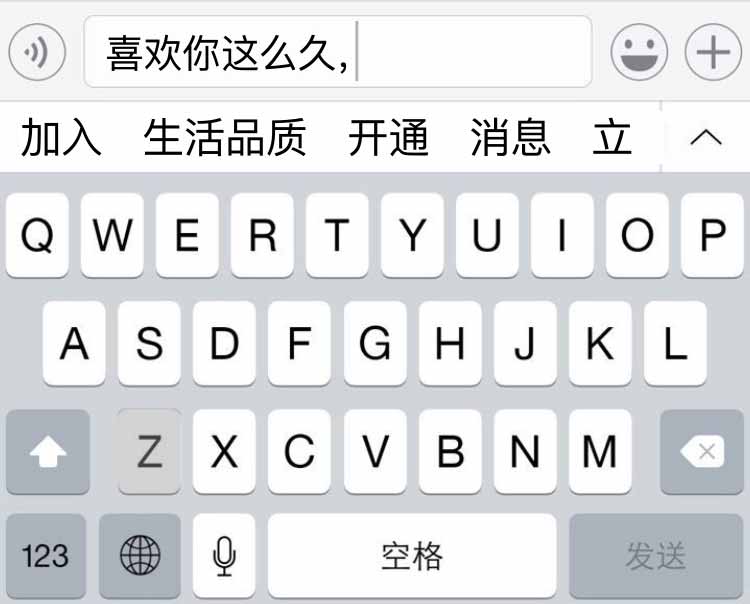 喜欢你这么久,
加入 生活品质 开通 消息 立
Q W E R T Y U I O P
A S D F G H J K L
Z X C V B N M
123 空格 发送